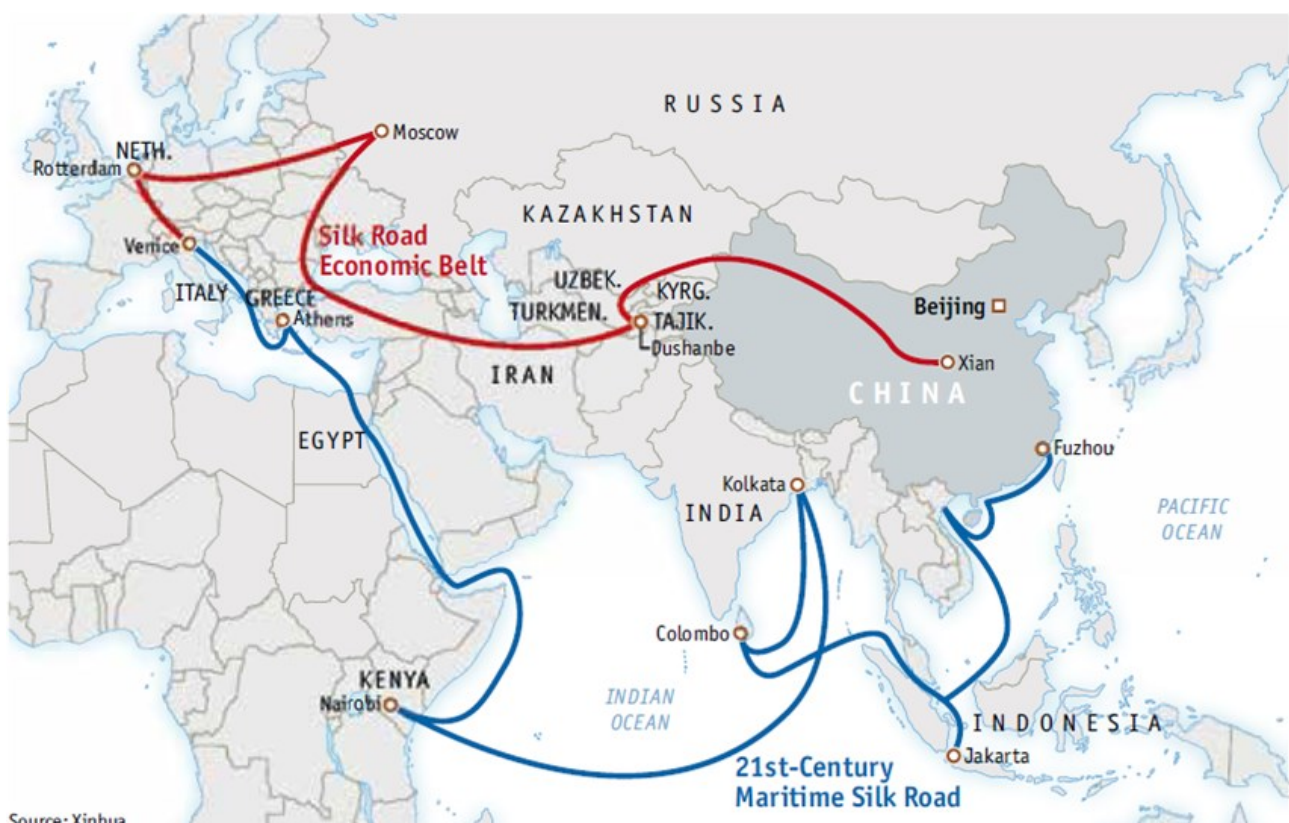 RUSSIA
Moscow
NETH.
Rotterdam
KAZAKHSTAN
Silk Road
Economic Belt
Venice
UZBEK.
KYRG.
ITALY
GREECE
Athens
TURKMEN.
TAJIK.
Dushanbe
Beijing
Xian
IRAN
CHINA
EGYPT
Fuzhou
Kolkata
INDIA
PACIFIC
OCEAN
Colombo
KENYA
Nairobi
INDIAN
OCEAN
INDONESIA
Jakarta
21st-Century
Maritime Silk Road
Source: Xinhua